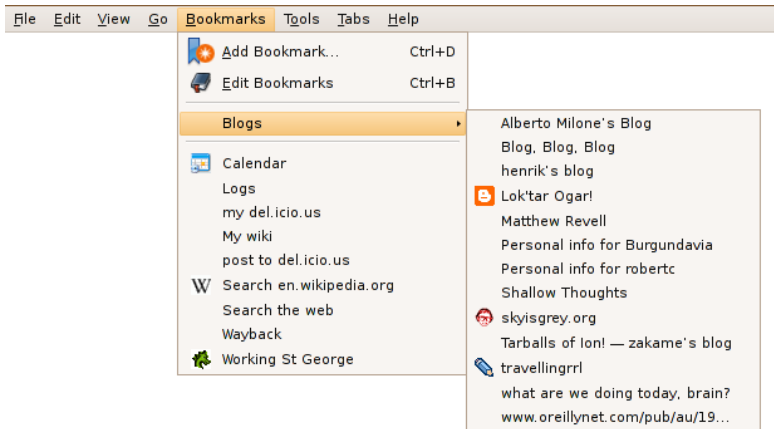 File Edit View Go Bookmarks Tools Tabs Help
Add Bookmark... Ctrl+D
Edit Bookmarks Ctrl+B
Blogs
Calendar
Logs
my del.icio.us
My wiki
post to del.icio.us
W Search en.wikipedia.org
Search the web
Wayback
Working St George
Alberto Milone's Blog
Blog, Blog, Blog
henrik's blog
Lok'tar Ogar!
Matthew Revell
Personal info for Burgundavia
Personal info for robertc
Shallow Thoughts
skyisgrey.org
Tarballs of Ion! — zakame's blog
travellingrrl
what are we doing today, brain?
www.oreillynet.com/pub/au/19...